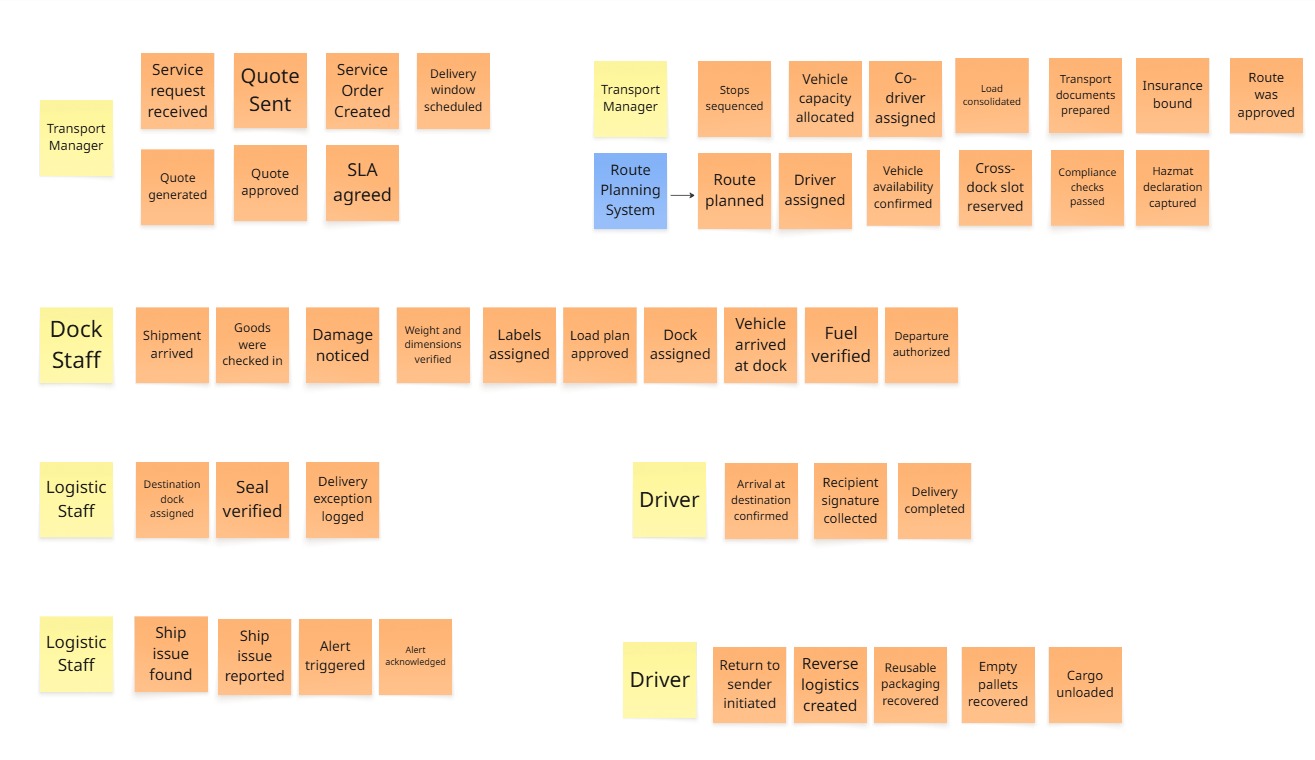 Transport
Manager
Service
request
received
Quote
Sent
Service
Order
Created
Delivery
window
scheduled
Quote
generated
Quote
approved
SLA
agreed
Transport
Manager
Stops
sequenced
Vehicle
capacity
allocated
Co-
driver
assigned
Load
consolidated
Transport
documents
prepared
Insurance
bound
Route
was
approved
Route
Planning
System
Route
planned
Driver
assigned
Vehicle
availability
confirmed
Cross-
dock slot
reserved
Compliance
checks
passed
Hazmat
declaration
captured
Dock
Staff
Shipment
arrived
Goods
were
checked in
Damage
noticed
Weight and
dimensions
verified
Labels
assigned
Load plan
approved
Dock
assigned
Vehicle
arrived
at dock
Fuel
verified
Departure
authorized
Logistic
Staff
Destination
dock
assigned
Seal
verified
Delivery
exception
logged
Driver
Arrival at
destination
confirmed
Recipient
signature
collected
Delivery
completed
Logistic
Staff
Ship
issue
found
Ship
issue
reported
Alert
triggered
Alert
acknowledged
Driver
Return to
sender
initiated
Reverse
logistics
created
Reusable
packaging
recovered
Empty
pallets
recovered
Cargo
unloaded